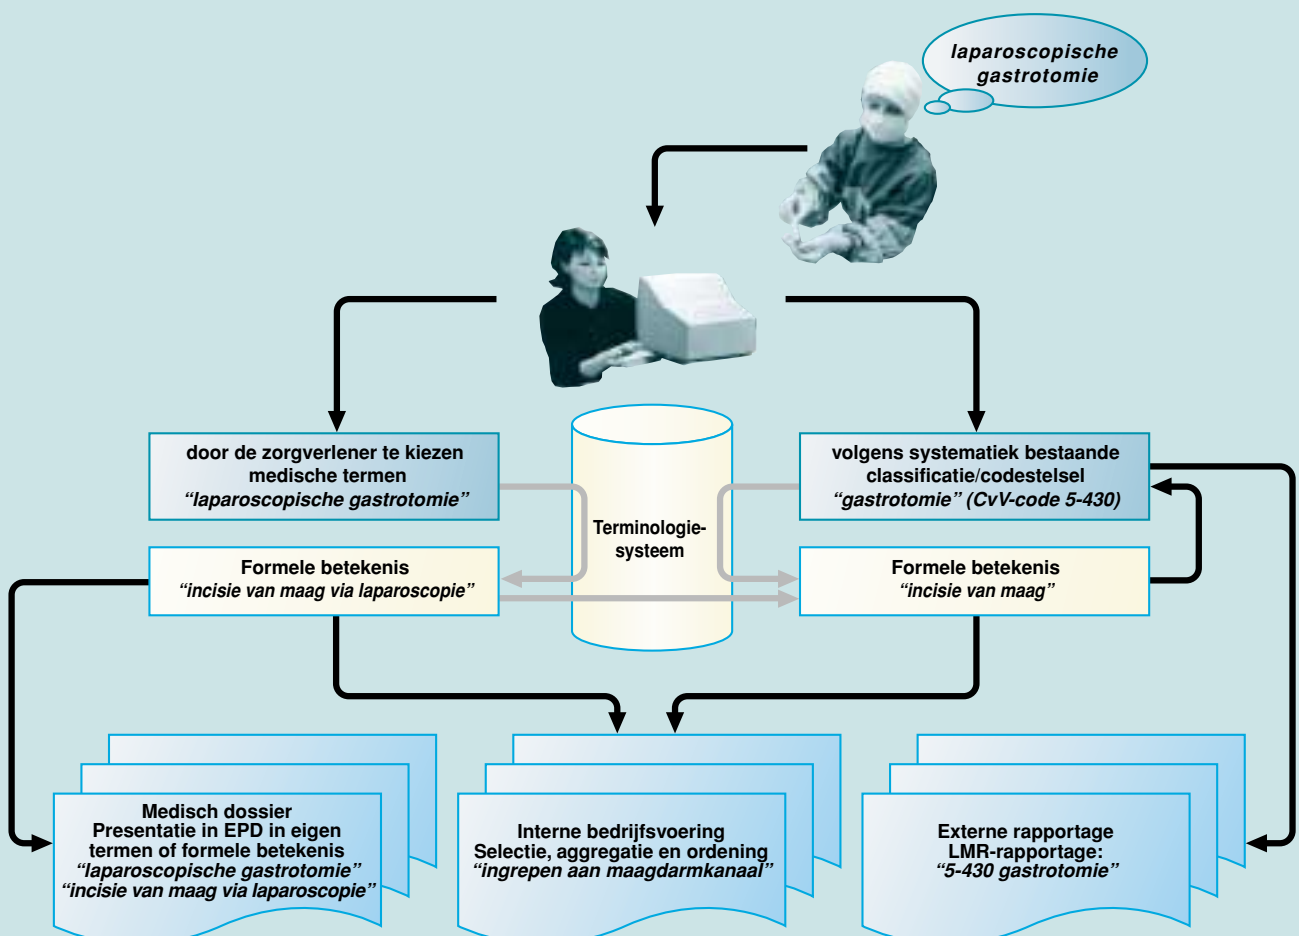 laparoscopische
gastrotomie
door de zorgverlener te kiezen
medische termen
“laparoscopische gastrotomie”
volgens systematiek bestaande
classificatie/codestelsel
“gastrotomie” (CvV-code 5-430)
Terminologie-
systeem
Formele betekenis
“incisie van maag via laparoscopie”
Formele betekenis
“incisie van maag”
Medisch dossier
Presentatie in EPD in eigen
termen of formele betekenis
“laparoscopische gastrotomie”
“incisie van maag via laparoscopie”
Interne bedrijfsvoering
Selectie, aggregatie en ordening
“ingrepen aan maagdarmkanaal”
Externe rapportage
LMR-rapportage:
“5-430 gastrotomie”